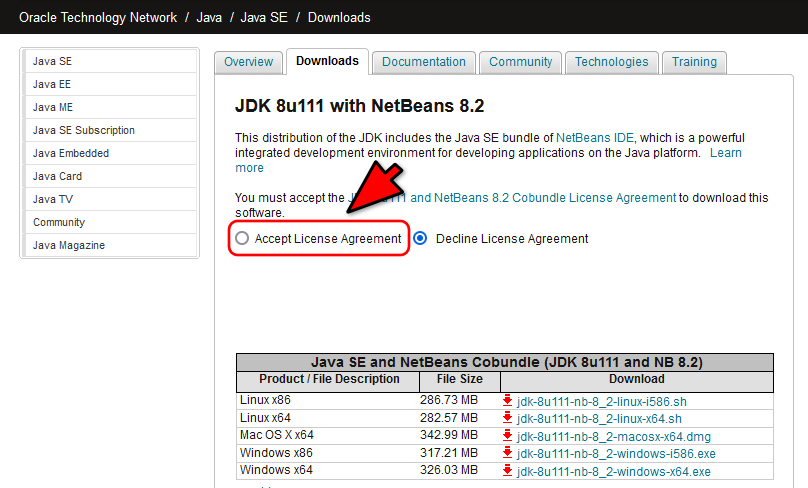 Oracle Technology Network / Java / Java SE / Downloads
Java SE
Java EE
Java ME
Java SE Subscription
Java Embedded
Java Card
Java TV
Community
Java Magazine
Overview Downloads Documentation Community Technologies Training
JDK 8u111 with NetBeans 8.2
This distribution of the JDK includes the Java SE bundle of NetBeans IDE, which is a powerful
integrated development environment for developing applications on the Java platform. Learn
more
You must accept the and NetBeans 8.2 Cobundle License Agreement to download this
software.
Accept License Agreement Decline License Agreement
Java SE and NetBeans Cobundle (JDK 8u111 and NB 8.2)
Product / File Description File Size Download
Linux x86 286.73 MB jdk-8u111-nb-8_2-linux-i586.sh
Linux x64 282.57 MB jdk-8u111-nb-8_2-linux-x64.sh
Mac OS X x64 342.99 MB jdk-8u111-nb-8_2-macosx-x64.dmg
Windows x86 317.21 MB jdk-8u111-nb-8_2-windows-i586.exe
Windows x64 326.03 MB jdk-8u111-nb-8_2-windows-x64.exe